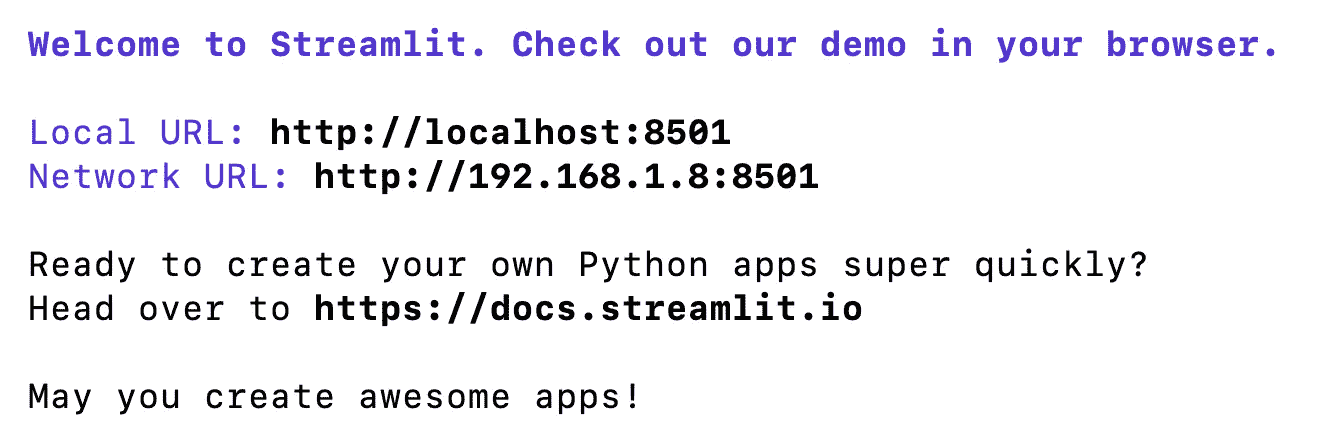 Welcome to Streamlit. Check out our demo in your browser.
Local URL: http://localhost:8501
Network URL: http://192.168.1.8:8501
Ready to create your own Python apps super quickly?
Head over to https://docs.streamlit.io
May you create awesome apps!